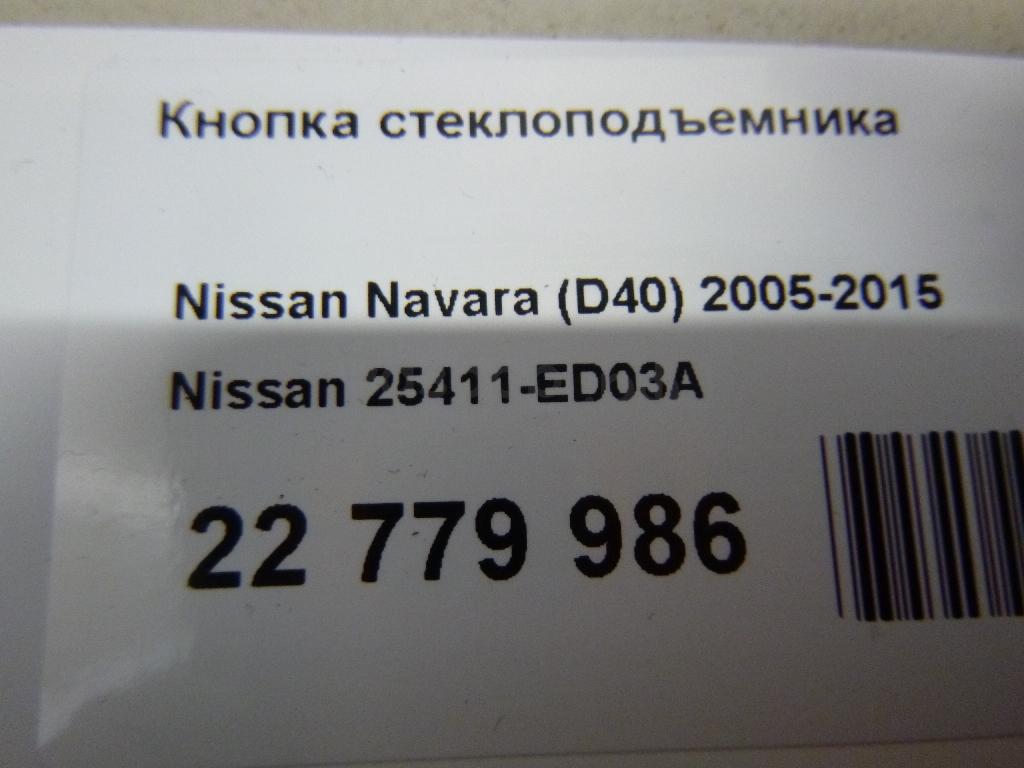 Кнопка стеклоподъемника
Nissan Navara (D40) 2005-2015
Nissan 25411-ED03A
22 779 986